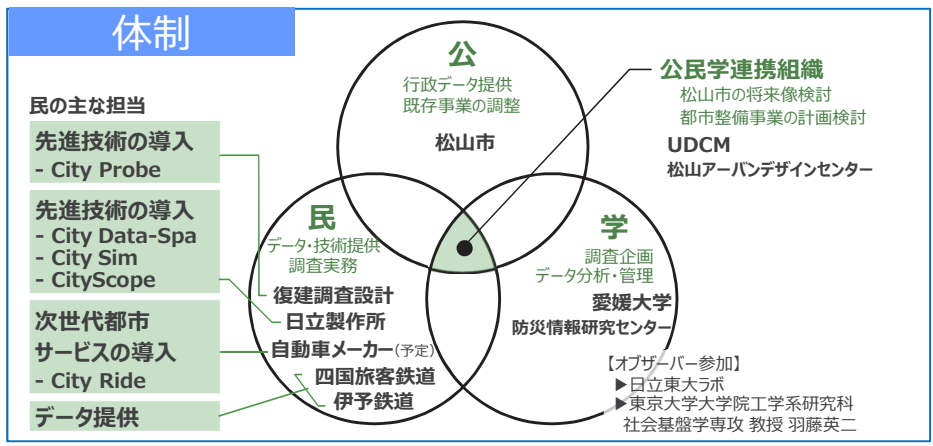 体制
民の主な担当
先進技術の導入
- City Probe
先進技術の導入
- City Data-Spa
- City Sim
- CityScope
次世代都市
サービスの導入
- City Ride
データ提供
公
行政データ提供
既存事業の調整
松山市
民
データ・技術提供
調査実務
復建調査設計
日立製作所
自動車メーカー(予定)
四国旅客鉄道
伊予鉄道
学
調査企画
データ分析・管理
愛媛大学
防災情報研究センター
公民学連携組織
松山市の将来像検討
都市整備事業の計画検討
UDCM
松山アーバンデザインセンター
【オブザーバー参加】
▶日立東大ラボ
▶東京大学大学院工学系研究科
社会基盤学専攻 教授 羽藤英二